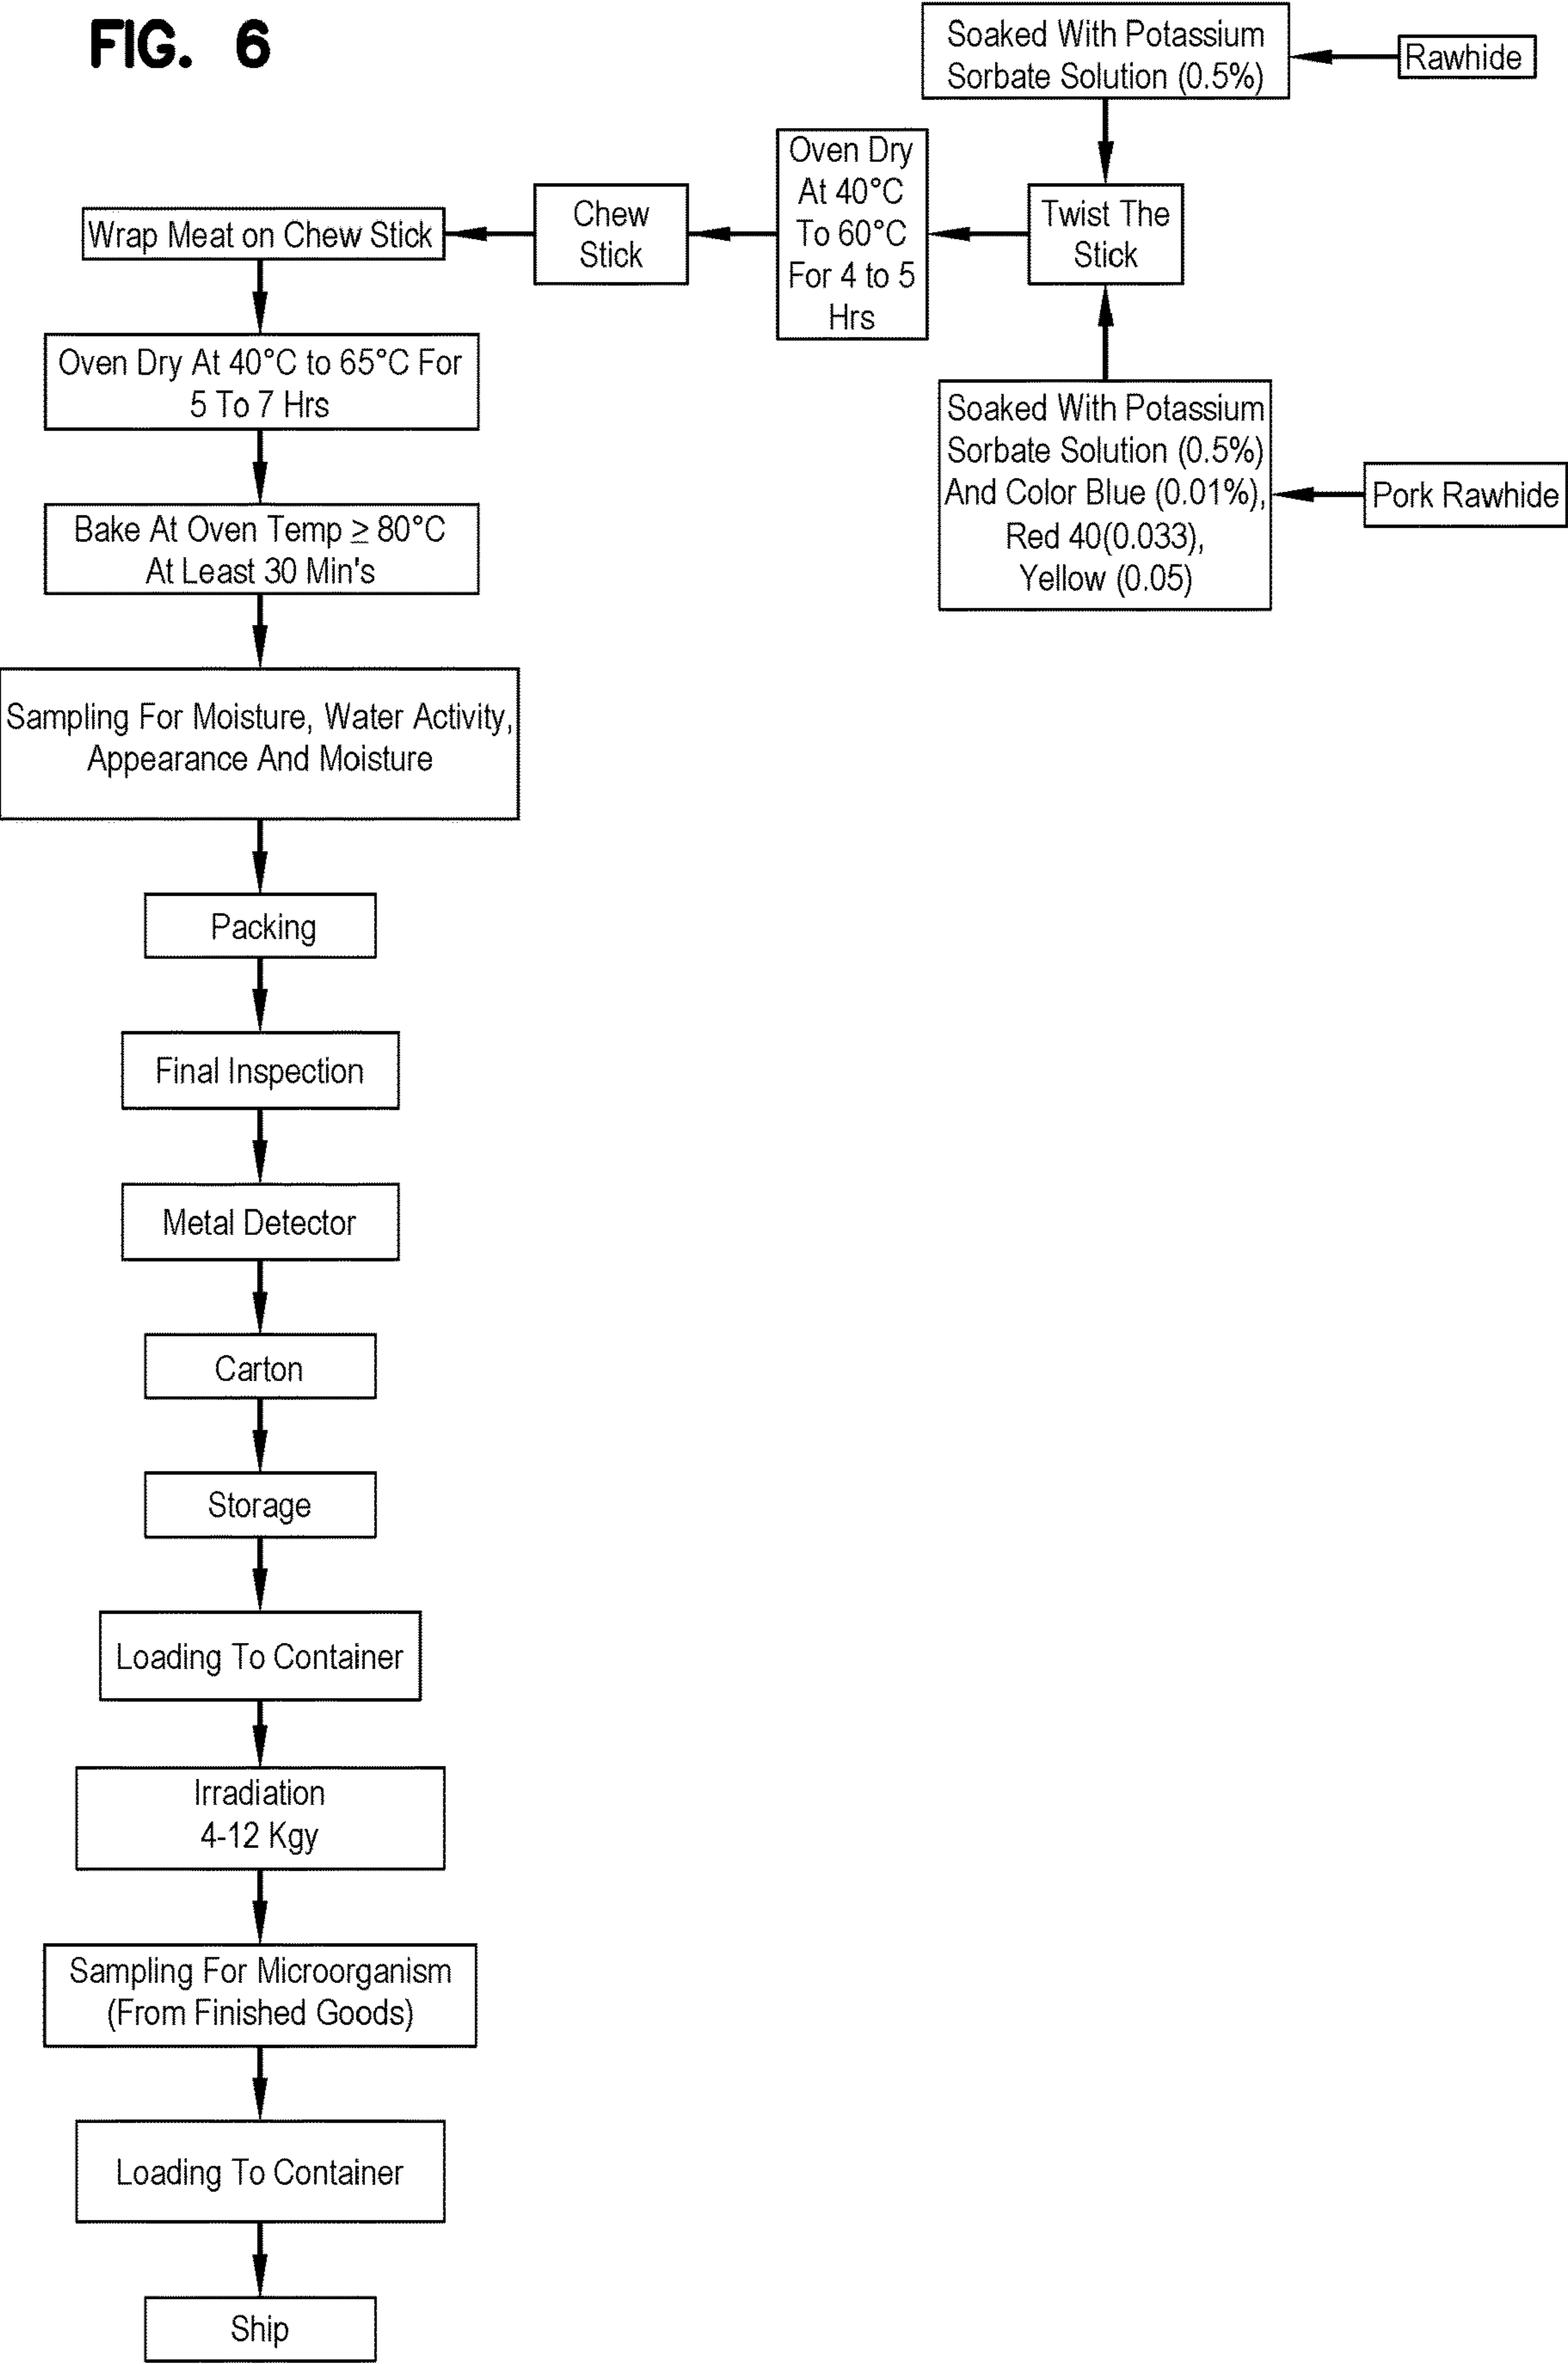 FIG. 6
Soaked With Potassium
Sorbate Solution (0.5%)
Rawhide
Oven Dry
At 40°C
To 60°C
For 4 to 5
Hrs
Twist The
Stick
Chew
Stick
Wrap Meat on Chew Stick
Soaked With Potassium
Sorbate Solution (0.5%)
And Color Blue (0.01%),
Red 40(0.033),
Yellow (0.05)
Pork Rawhide
Oven Dry At 40°C to 65°C For
5 To 7 Hrs
Bake At Oven Temp ≥ 80°C
At Least 30 Min's
Sampling For Moisture, Water Activity,
Appearance And Moisture
Packing
Final Inspection
Metal Detector
Carton
Storage
Loading To Container
Irradiation
4-12 Kgy
Sampling For Microorganism
(From Finished Goods)
Loading To Container
Ship